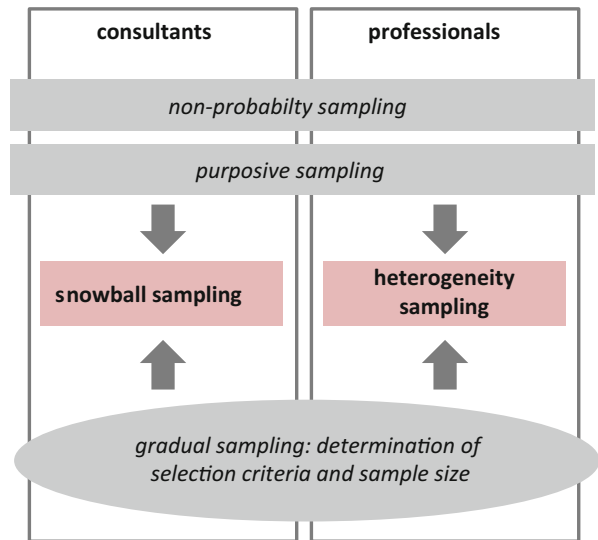 consultants
professionals
non-probabilty sampling
purposive sampling
snowball sampling
heterogeneity
sampling
gradual sampling: determination of
selection criteria and sample size